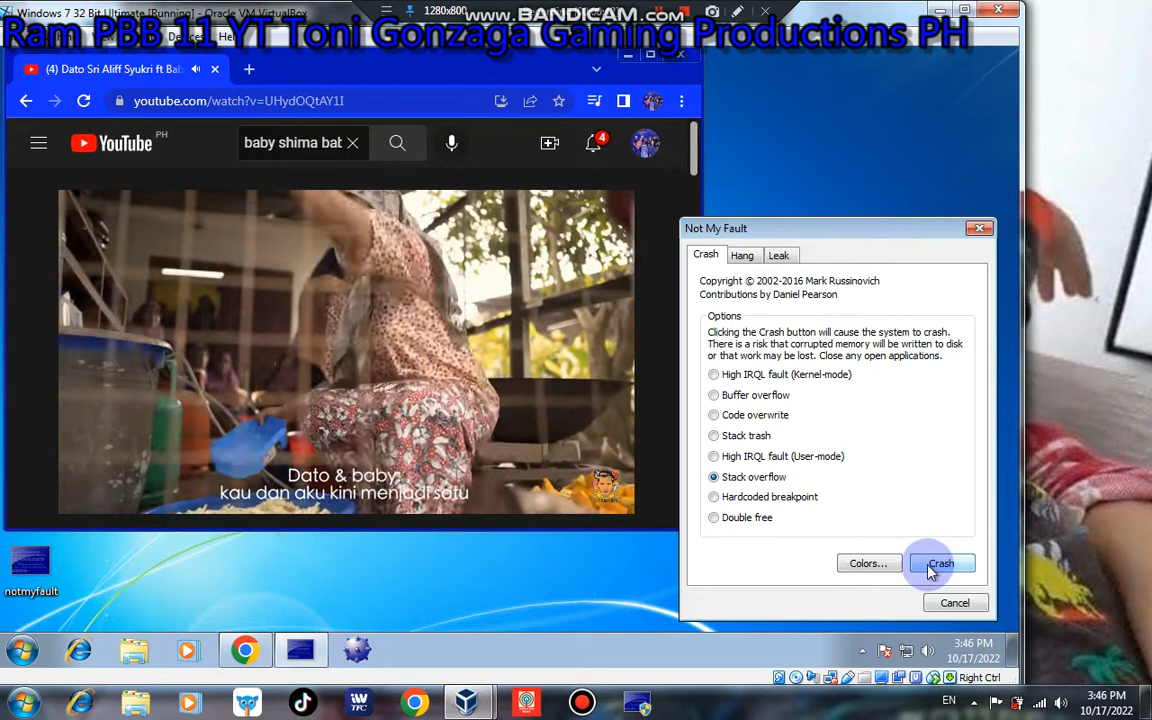 Windows 7 32 Bit Ultimate [Running] - Oracle VM VirtualBox
1280x800
www.BANDICAM.com
Help
Ram PBB 11 YT Toni Gonzaga Gaming Productions PH
(4) Dato Sri Aliff Syukri ft Bab
youtube.com/watch?v=UHydOQtAY1I
YouTube PH
baby shima bab
4
Dato & baby:
kau dan aku kini menjadi satu
Not My Fault
Crash
Hang
Leak
Copyright © 2002-2016 Mark Russinovich
Contributions by Daniel Pearson
Options
Clicking the Crash button will cause the system to crash.
There is a risk that corrupted memory will be written to disk
or that work may be lost. Close any open applications.
High IRQL fault (Kernel-mode)
Buffer overflow
Code overwrite
Stack trash
High IRQL fault (User-mode)
Stack overflow
Hardcoded breakpoint
Double free
Colors...
Crash
Cancel
notmyfault
3:46 PM
10/17/2022
Right Ctrl
iW
TFC
EN
3:46 PM
10/17/2022